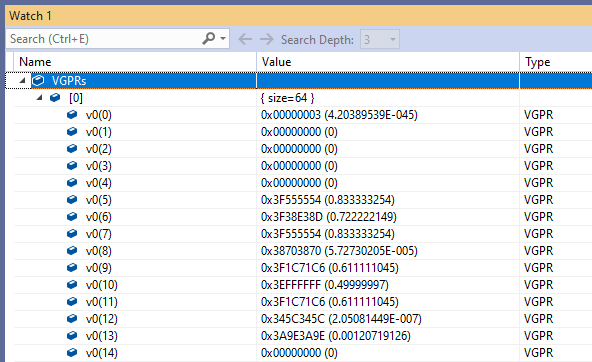 Watch 1
Search (Ctrl+E) Search Depth: 3
Name Value Type
VGPRs
[0] { size=64 }
v0(0) 0x00000003 (4.20389539E-045) VGPR
v0(1) 0x00000000 (0) VGPR
v0(2) 0x00000000 (0) VGPR
v0(3) 0x00000000 (0) VGPR
v0(4) 0x00000000 (0) VGPR
v0(5) 0x3F555554 (0.833333254) VGPR
v0(6) 0x3F38E38D (0.722222149) VGPR
v0(7) 0x3F555554 (0.833333254) VGPR
v0(8) 0x38703870 (5.72730205E-005) VGPR
v0(9) 0x3F1C71C6 (0.611111045) VGPR
v0(10) 0x3EFFFFFF (0.49999997) VGPR
v0(11) 0x3F1C71C6 (0.611111045) VGPR
v0(12) 0x345C345C (2.05081449E-007) VGPR
v0(13) 0x3A9E3A9E (0.00120719126) VGPR
v0(14) 0x00000000 (0) VGPR